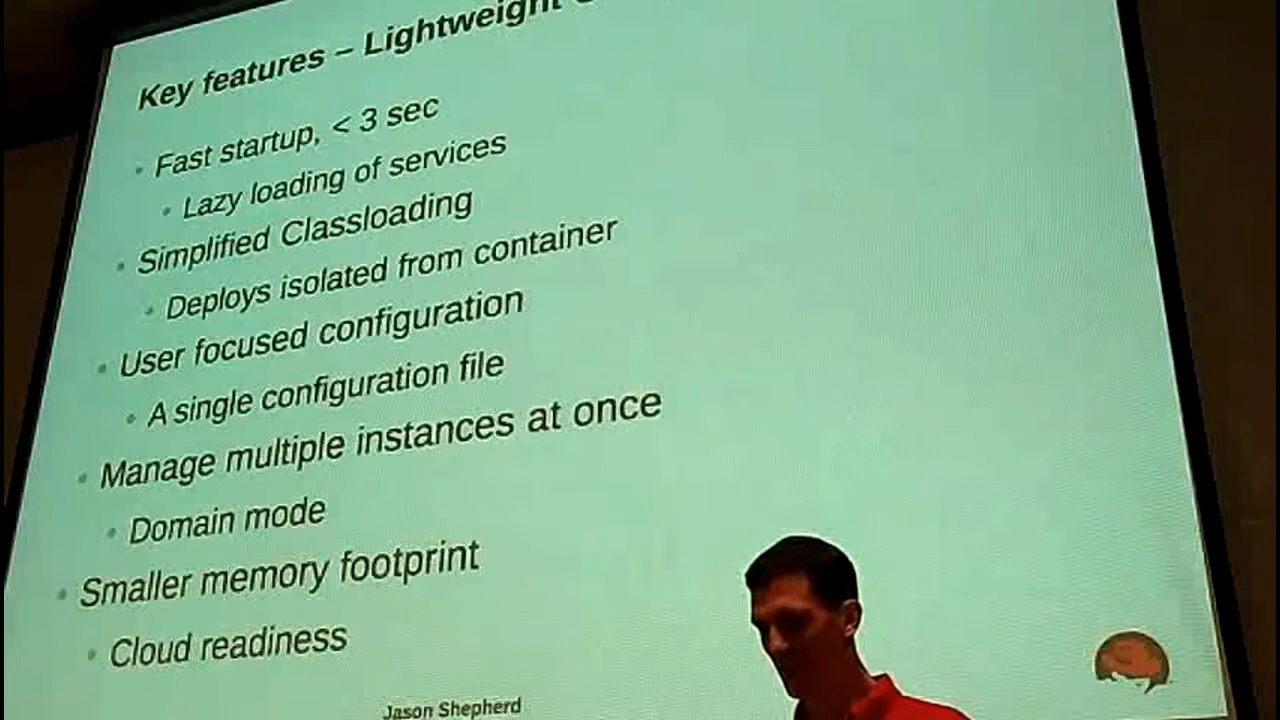 Key features – Lightweight
Fast startup, < 3 sec
Lazy loading of services
Simplified Classloading
Deploys isolated from container
User focused configuration
A single configuration file
Manage multiple instances at once
Domain mode
Smaller memory footprint
Cloud readiness
Jason Shepherd